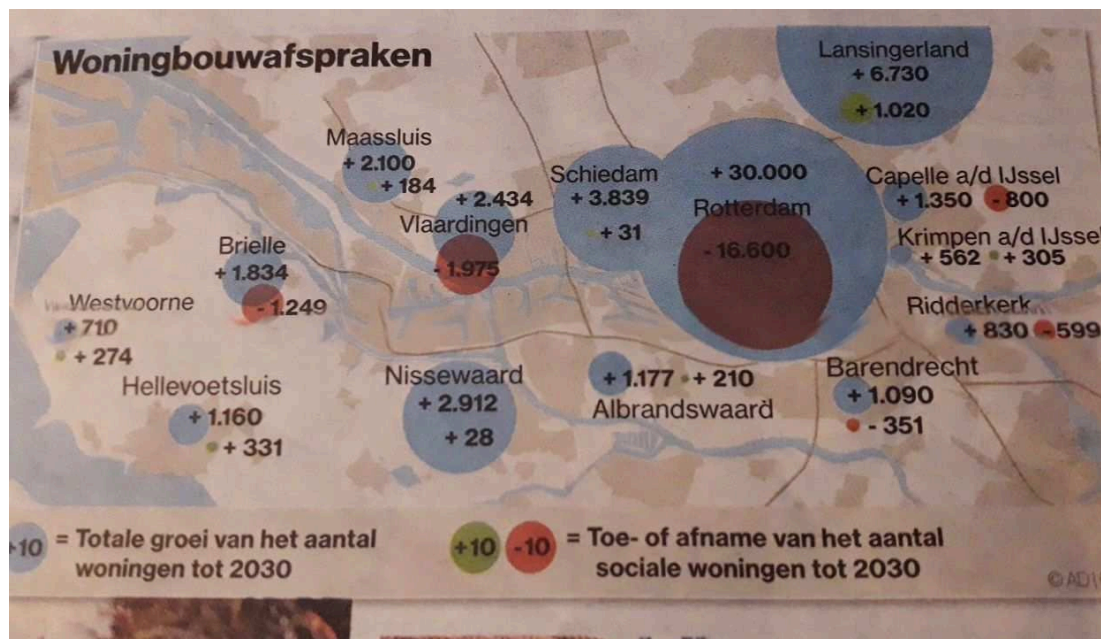 Woningbouwafspraken
Lansingerland
+ 6.730
+ 1.020
Maassluis
+ 2.100
+ 184
+ 2.434
Vlaardingen
- 1.975
Schiedam
+ 3.839
+ 31
+ 30.000
Rotterdam
- 16.600
Capelle a/d IJssel
+ 1.350 - 800
Krimpen a/d IJssel
+ 562 + 305
Brielle
+ 1.834
- 1.249
Westvoorne
+ 710
+ 274
Ridderkerk
+ 830 - 599
Hellevoetsluis
+ 1.160
+ 331
Nissewaard
+ 2.912
+ 28
+ 1.177 + 210
Albrandswaard
Barendrecht
+ 1.090
- 351
+10 = Totale groei van het aantal
woningen tot 2030
+10 -10 = Toe- of afname van het aantal
sociale woningen tot 2030
© AD